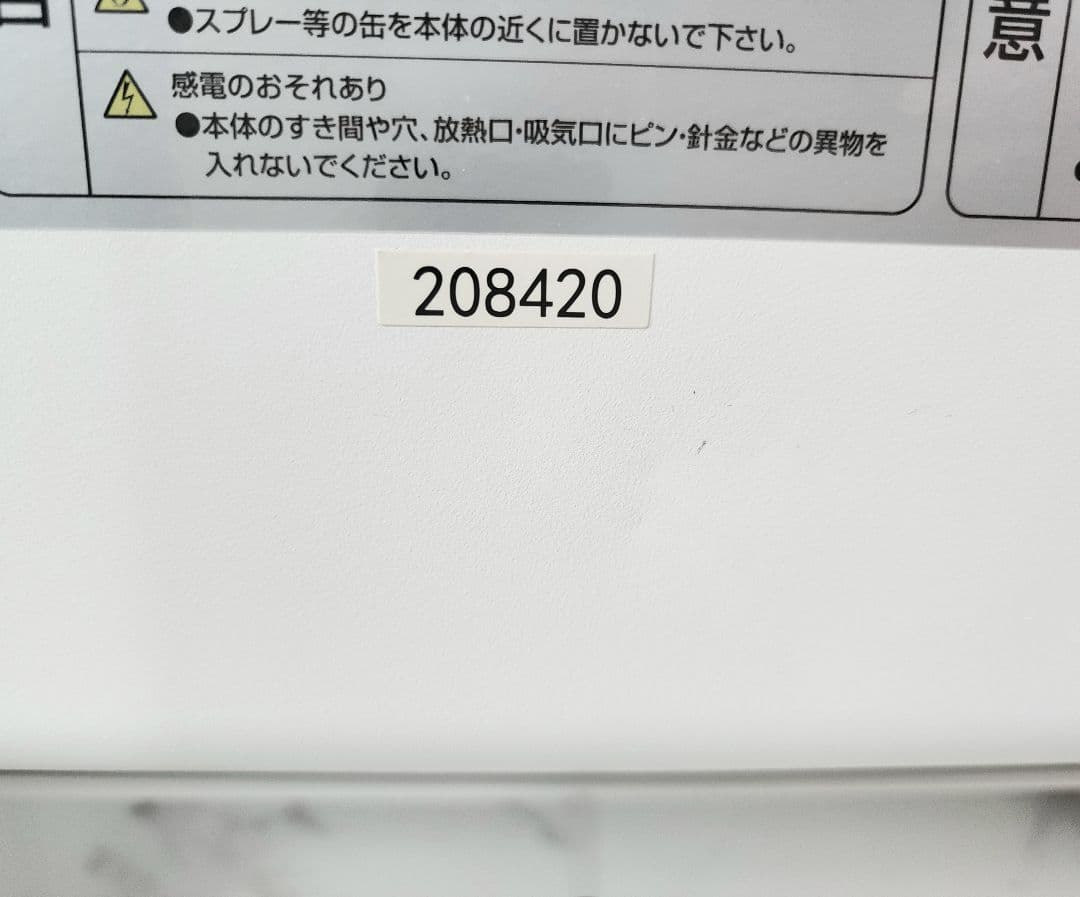 ●スプレー等の缶を本体の近くに置かないで下さい。
意
感電のおそれあり
●本体のすき間や穴、放熱口・吸気口にピン・針金などの異物を
入れないでください。
208420